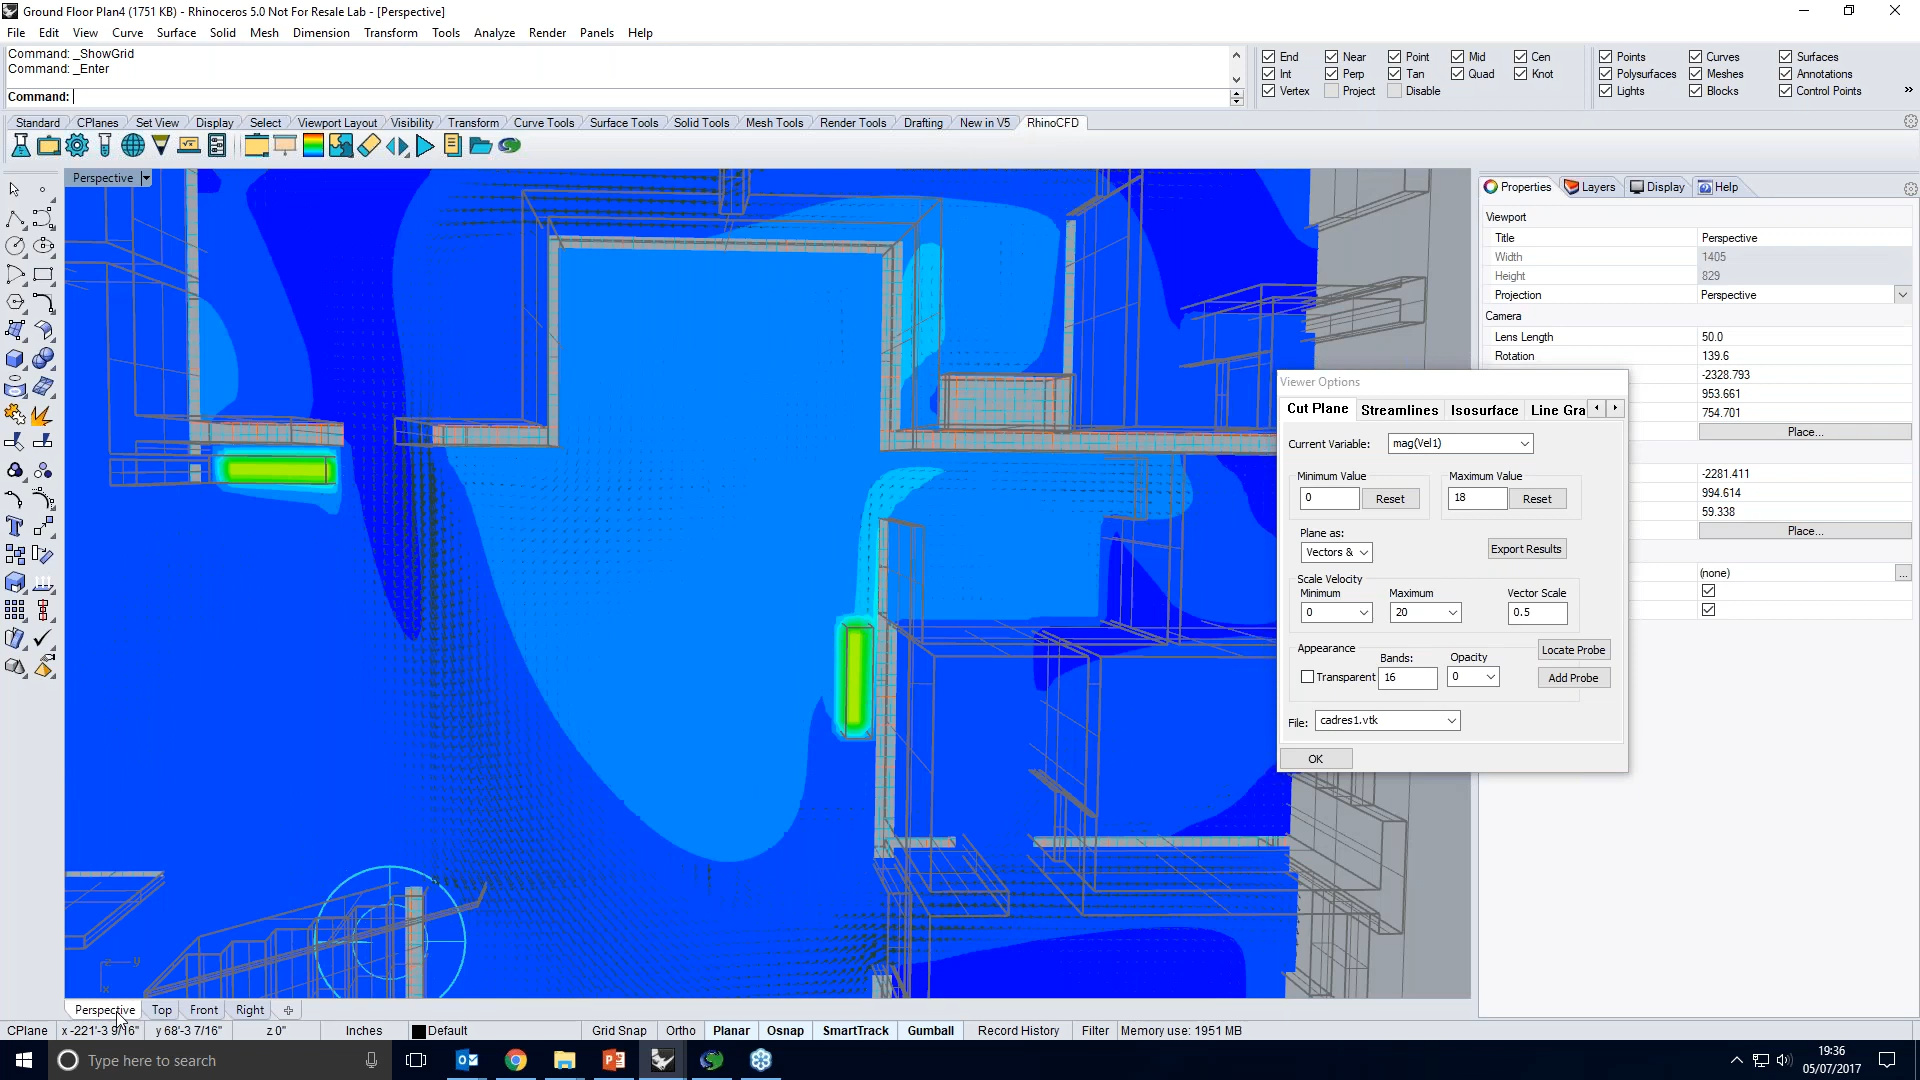 Ground Floor Plan4 (1751 KB) - Rhinoceros 5.0 Not For Resale Lab - [Perspective]
File Edit View Curve Surface Solid Mesh Dimension Transform Tools Analyze Render Panels Help
Command: _ShowGrid
Command: _Enter
Command:
End Near Point Mid Cen
Int Perp Tan Quad Knot
Vertex Project Disable
Points Curves Surfaces
Polysurfaces Meshes Annotations
Lights Blocks Control Points
Standard CPlanes Set View Display Select Viewport Layout Visibility Transform Curve Tools Surface Tools Solid Tools Mesh Tools Render Tools Drafting New in V5 RhinoCFD
Perspective
Properties Layers Display Help
Viewport
Title Perspective
Width 1405
Height 829
Projection Perspective
Camera
Lens Length 50.0
Rotation 139.6
-2328.793
953.661
754.701
Place...
-2281.411
994.614
59.338
Place...
(none)
...
Viewer Options
Cut Plane Streamlines Isosurface Line Gra
Current Variable: mag(Vel1)
Minimum Value Maximum Value
0 Reset 18 Reset
Plane as:
Vectors & Export Results
Scale Velocity
Minimum Maximum Vector Scale
0 20 0.5
Appearance Bands: Opacity Locate Probe
Transparent 16 0 Add Probe
File: cadres1.vtk
OK
z y
x
Perspective Top Front Right
CPlane x -221'-3 9/16" y 68'-3 7/16" z 0" Inches Default Grid Snap Ortho Planar Osnap SmartTrack Gumball Record History Filter Memory use: 1951 MB
Type here to search
19:36
05/07/2017